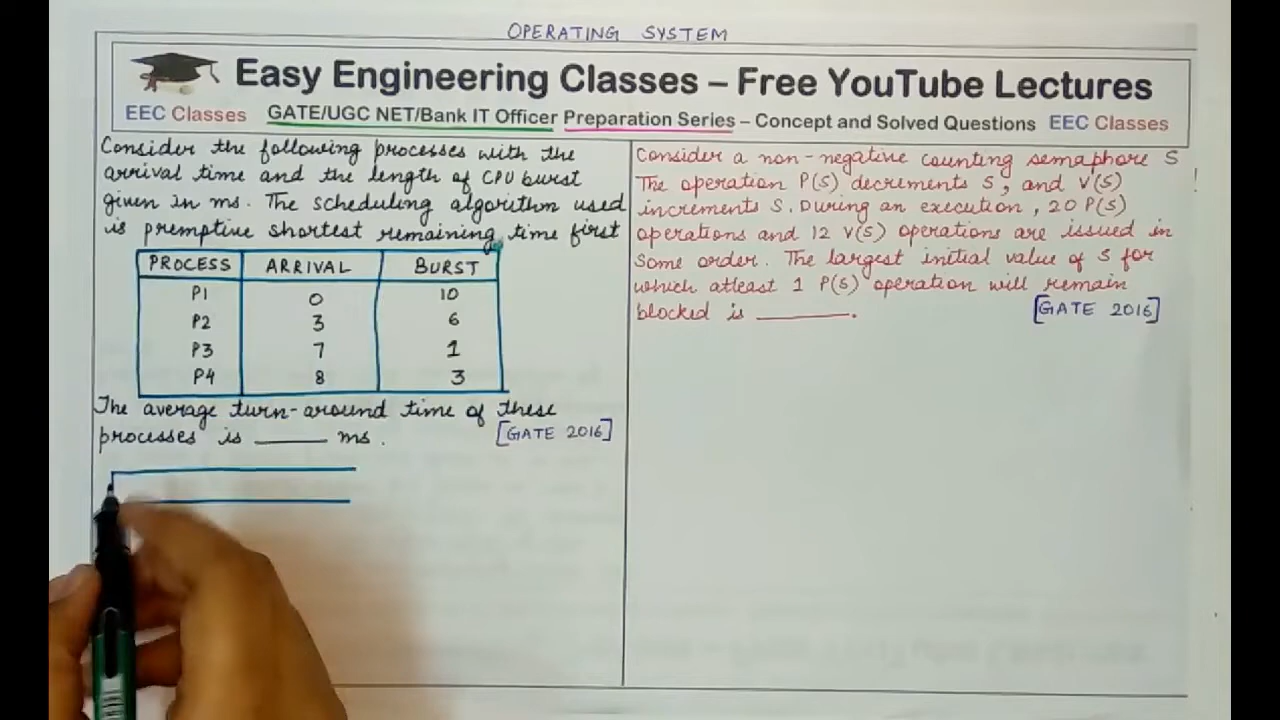 OPERATING SYSTEM
Easy Engineering Classes – Free YouTube Lectures
EEC Classes GATE/UGC NET/Bank IT Officer Preparation Series – Concept and Solved Questions EEC Classes
Consider the following processes with the
arrival time and the length of CPU burst
given in ms. The scheduling algorithm used
is premptive shortest remaining time first
PROCESS ARRIVAL BURST
P1 0 10
P2 3 6
P3 7 1
P4 8 3
The average turn-around time of these
processes is ______ ms.
[GATE 2016]
Consider a non-negative counting semaphore S
The operation P(S) decrements S, and V(S)
increments S. During an execution, 20 P(S)
operations and 12 V(S) operations are issued in
some order. The largest initial value of S for
which atleast 1 P(S) operation will remain
blocked is ________.
[GATE 2016]